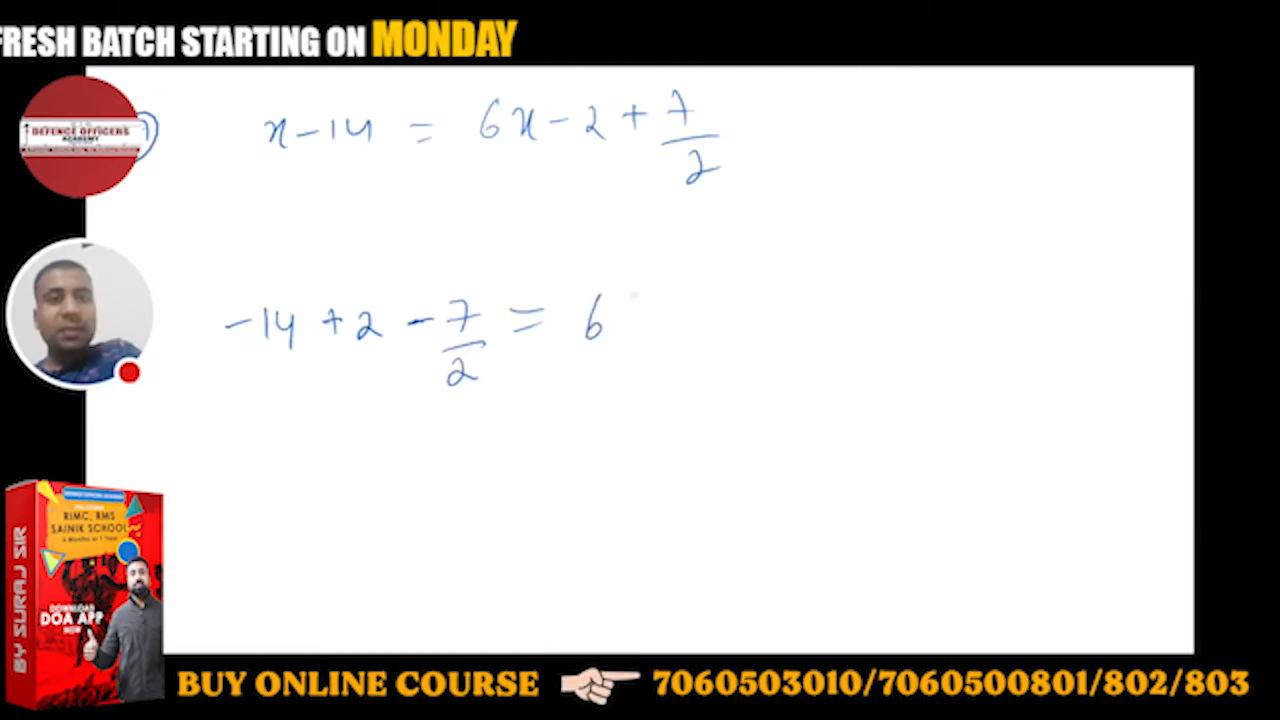 FRESH BATCH STARTING ON MONDAY
DEFENCE OFFICERS
ACADEMY
x - 14 = 6x - 2 + 7/2
-14 + 2 - 7/2 = 6
RIMC, RMS
SAINIK SCHOOL
DOWNLOAD
DOA APP
NOW
BY SURAJ SIR
BUY ONLINE COURSE 7060503010/7060500801/802/803